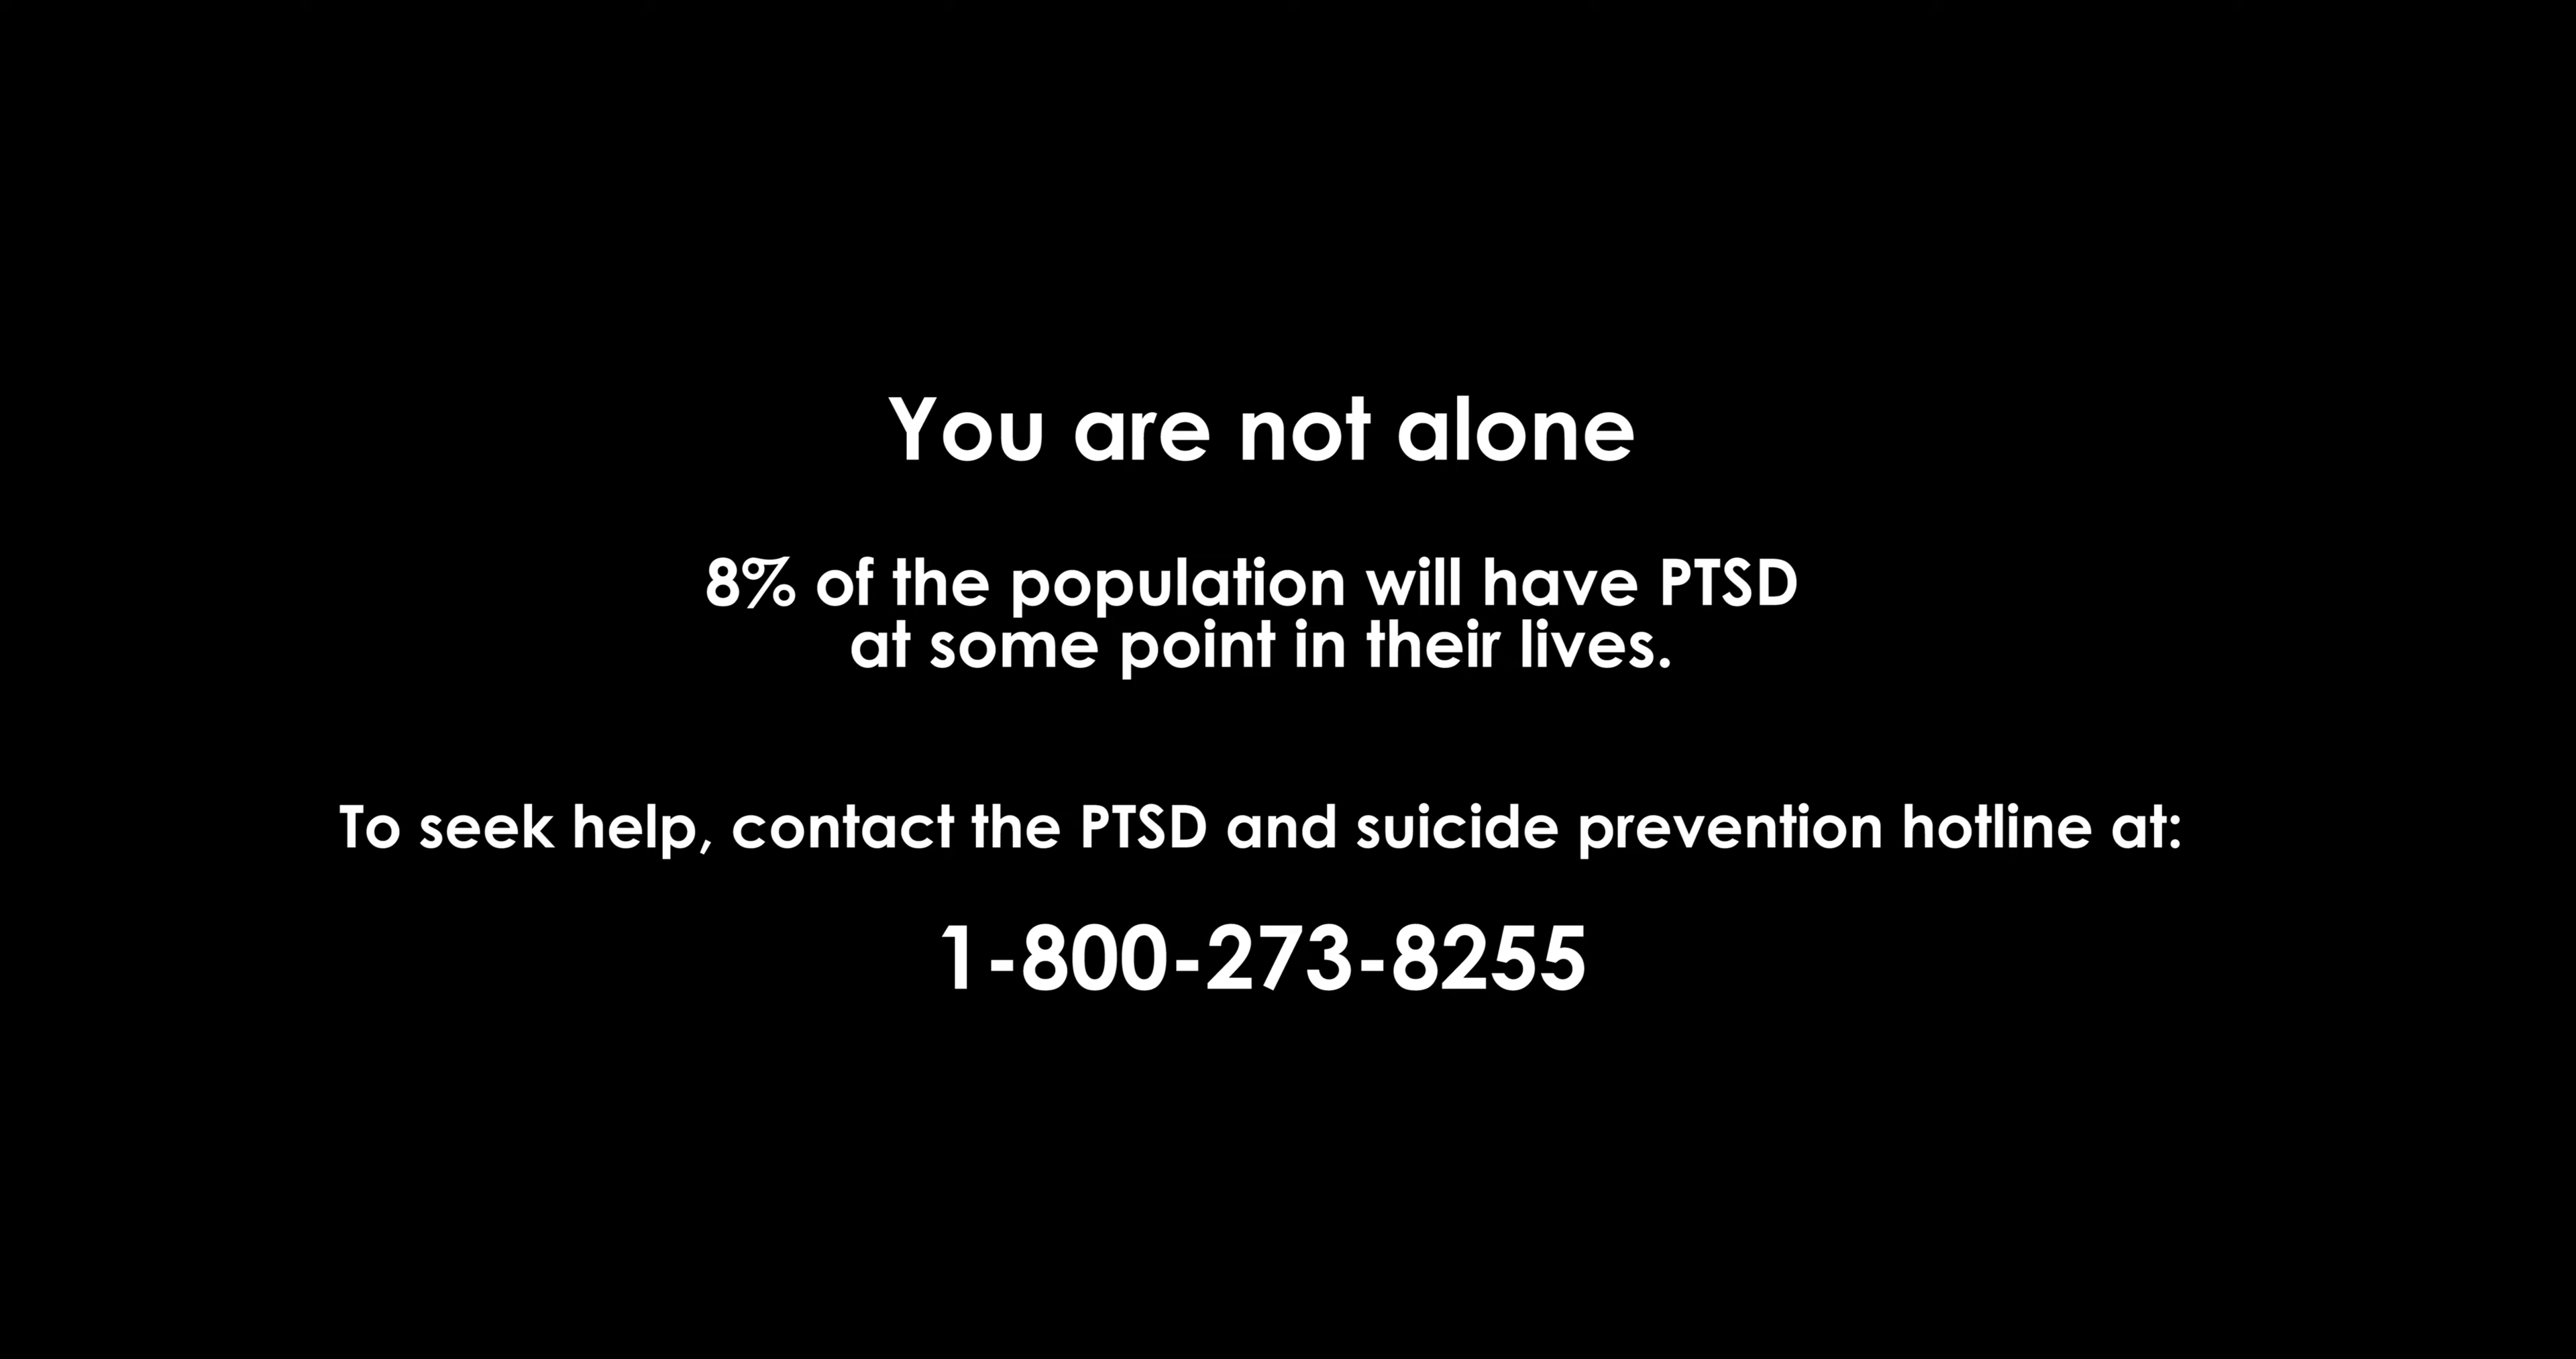 You are not alone
8% of the population will have PTSD
at some point in their lives.
To seek help, contact the PTSD and suicide prevention hotline at:
1-800-273-8255